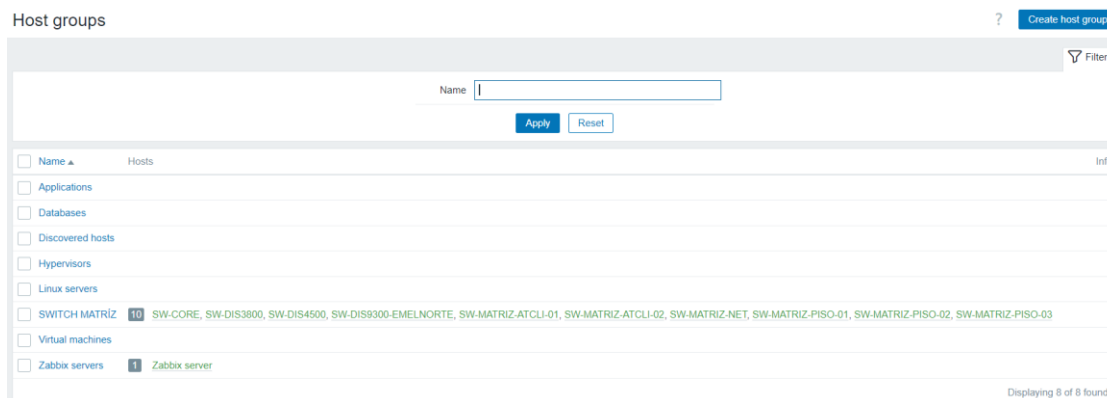 Host groups
? Create host group
Filter
Name
Apply Reset
Name Hosts Inf
Applications
Databases
Discovered hosts
Hypervisors
Linux servers
SWITCH MATRÍZ 10 SW-CORE, SW-DIS3800, SW-DIS4500, SW-DIS9300-EMELNORTE, SW-MATRIZ-ATCLI-01, SW-MATRIZ-ATCLI-02, SW-MATRIZ-NET, SW-MATRIZ-PISO-01, SW-MATRIZ-PISO-02, SW-MATRIZ-PISO-03
Virtual machines
Zabbix servers 1 Zabbix server
Displaying 8 of 8 found